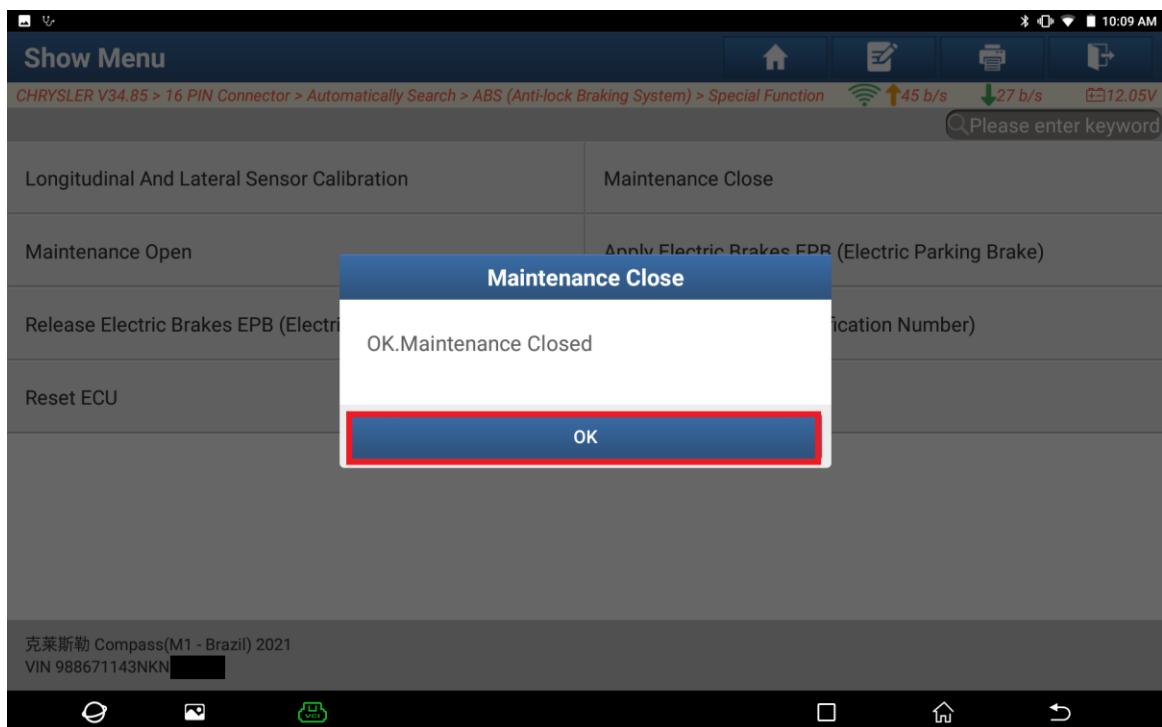 10:09 AM
Show Menu
CHRYSLER V34.85 > 16 PIN Connector > Automatically Search > ABS (Anti-lock Braking System) > Special Function
45 b/s
27 b/s
12.05V
Please enter keyword
Longitudinal And Lateral Sensor Calibration
Maintenance Close
Maintenance Open
Apply Electric Brakes EPB (Electric Parking Brake)
Maintenance Close
Release Electric Brakes EPB (Electri
ication Number)
OK.Maintenance Closed
Reset ECU
OK
克莱斯勒 Compass(M1 - Brazil) 2021
VIN 988671143NKN
VCI